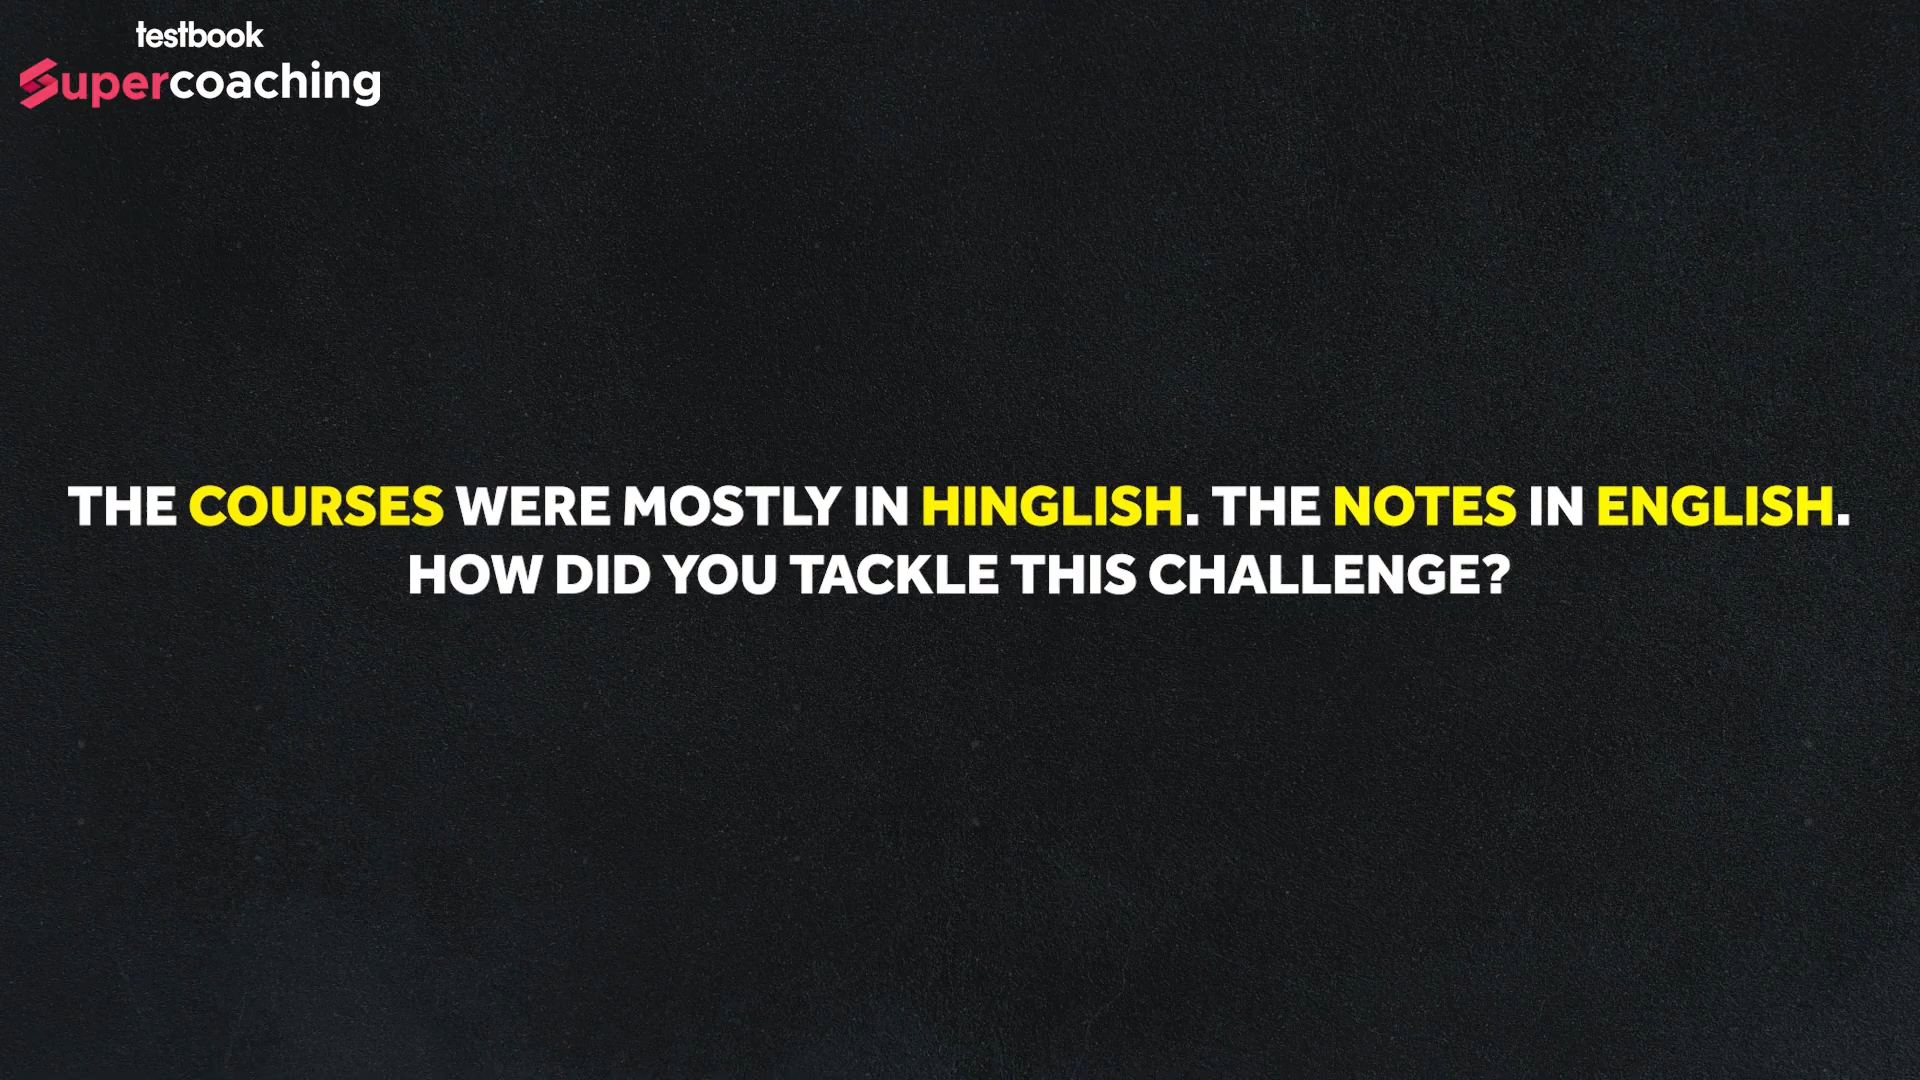 testbook
Supercoaching
THE COURSES WERE MOSTLY IN HINGLISH. THE NOTES IN ENGLISH.
HOW DID YOU TACKLE THIS CHALLENGE?